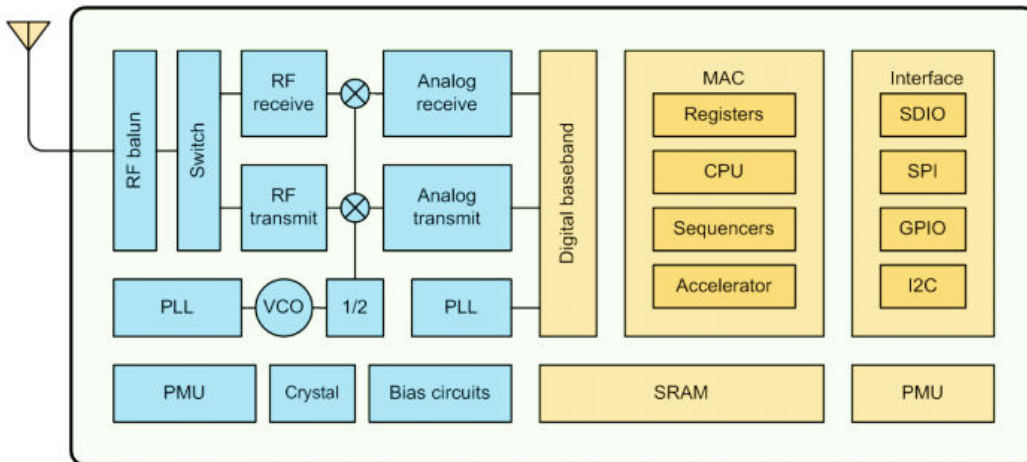 RF balun
Switch
RF
receive
Analog
receive
RF
transmit
Analog
transmit
PLL
VCO
1/2
PLL
Digital baseband
MAC
Registers
CPU
Sequencers
Accelerator
Interface
SDIO
SPI
GPIO
I2C
PMU
Crystal
Bias circuits
SRAM
PMU